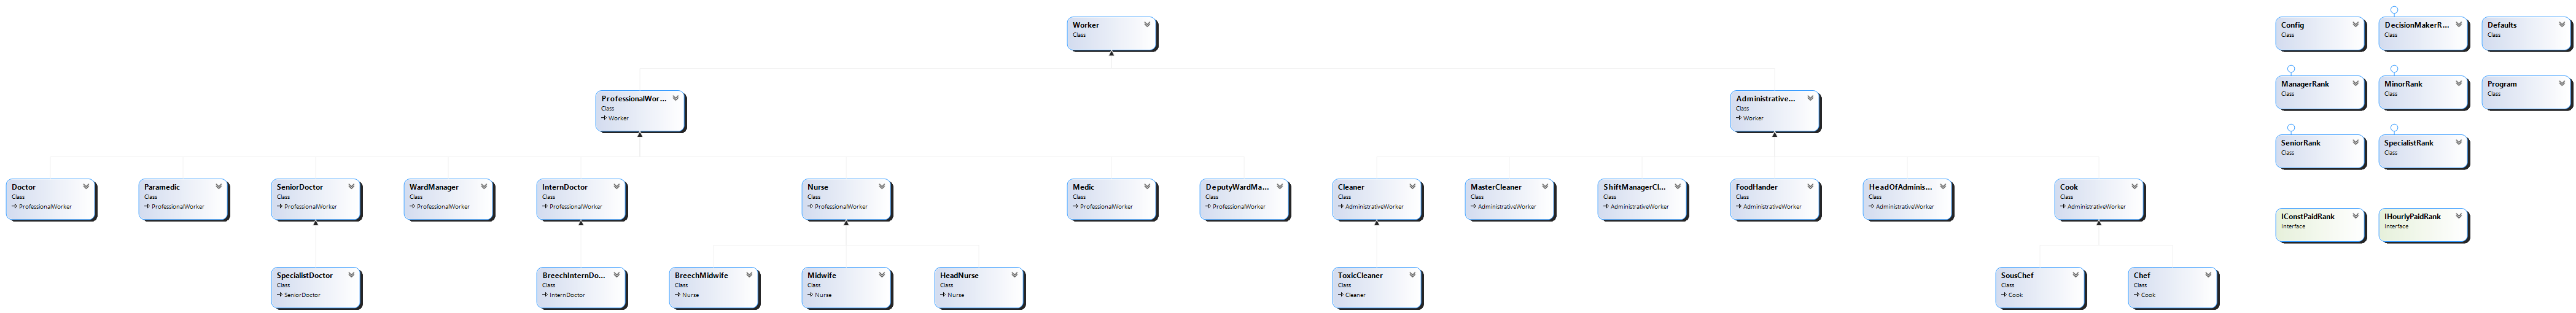 Worker
Class
Config
Class
DecisionMakerR...
Class
Defaults
Class
ProfessionalWor...
Class
Worker
Administrative...
Class
Worker
ManagerRank
Class
MinorRank
Class
Program
Class
SeniorRank
Class
SpecialistRank
Class
Doctor
Class
ProfessionalWorker
Paramedic
Class
ProfessionalWorker
SeniorDoctor
Class
ProfessionalWorker
WardManager
Class
ProfessionalWorker
InternDoctor
Class
ProfessionalWorker
Nurse
Class
ProfessionalWorker
Medic
Class
ProfessionalWorker
DeputyWardMa...
Class
ProfessionalWorker
Cleaner
Class
AdministrativeWorker
MasterCleaner
Class
AdministrativeWorker
ShiftManagerCl...
Class
AdministrativeWorker
FoodHander
Class
AdministrativeWorker
HeadOfAdminis...
Class
AdministrativeWorker
Cook
Class
AdministrativeWorker
IConstPaidRank
Interface
IHourlyPaidRank
Interface
SpecialistDoctor
Class
SeniorDoctor
BreechInternDo...
Class
InternDoctor
BreechMidwife
Class
Nurse
Midwife
Class
Nurse
HeadNurse
Class
Nurse
ToxicCleaner
Class
Cleaner
SousChef
Class
Cook
Chef
Class
Cook